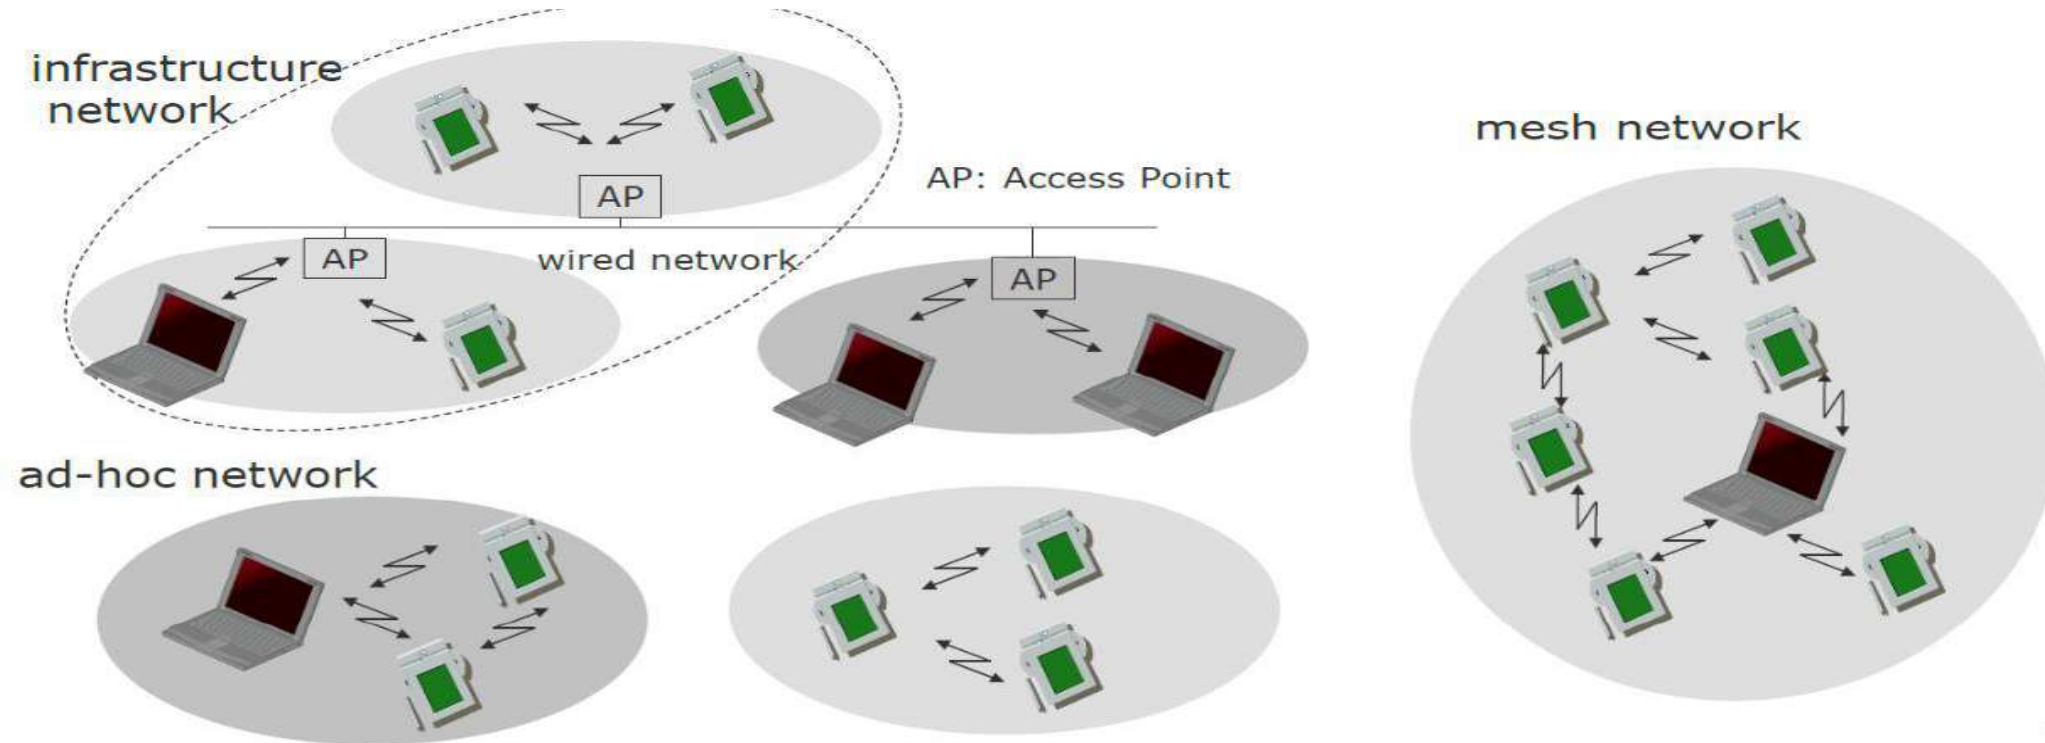 infrastructure
network
mesh network
AP: Access Point
AP
AP
wired network
AP
ad-hoc network